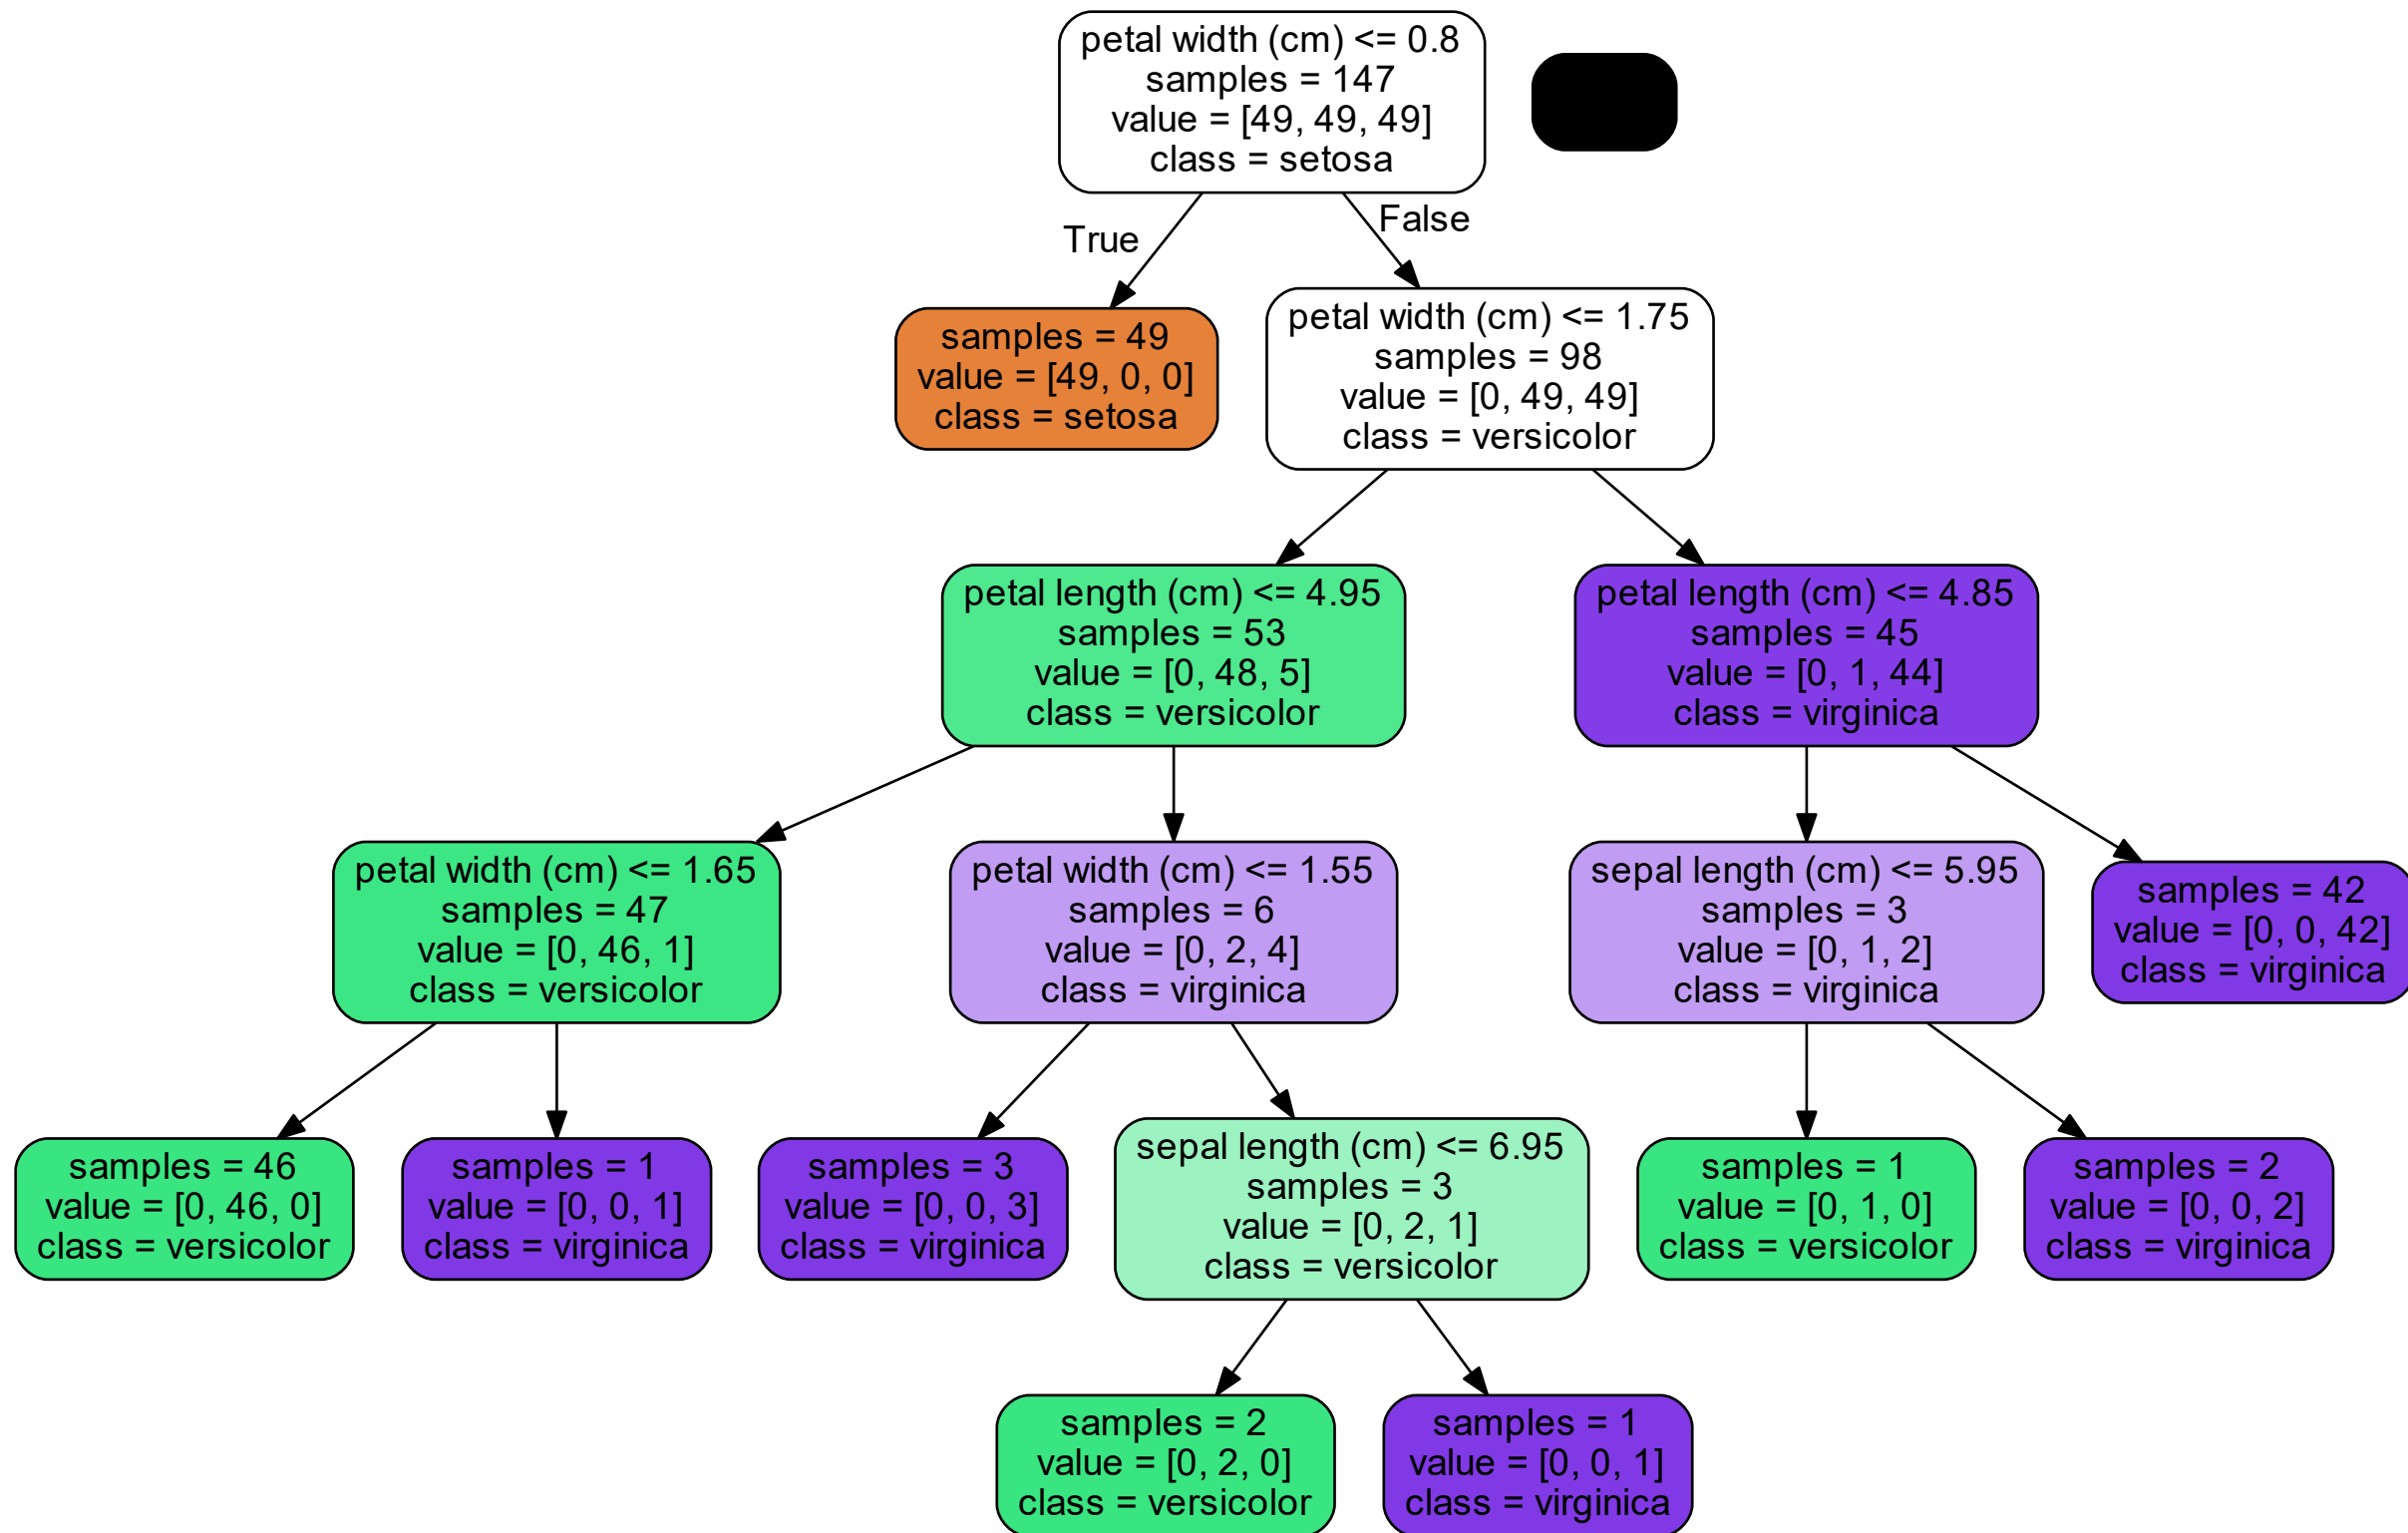 petal width (cm) <= 0.8
samples = 147
value = [49, 49, 49]
class = setosa
True
False
samples = 49
value = [49, 0, 0]
class = setosa
petal width (cm) <= 1.75
samples = 98
value = [0, 49, 49]
class = versicolor
petal length (cm) <= 4.95
samples = 53
value = [0, 48, 5]
class = versicolor
petal length (cm) <= 4.85
samples = 45
value = [0, 1, 44]
class = virginica
petal width (cm) <= 1.65
samples = 47
value = [0, 46, 1]
class = versicolor
petal width (cm) <= 1.55
samples = 6
value = [0, 2, 4]
class = virginica
sepal length (cm) <= 5.95
samples = 3
value = [0, 1, 2]
class = virginica
samples = 42
value = [0, 0, 42]
class = virginica
samples = 46
value = [0, 46, 0]
class = versicolor
samples = 1
value = [0, 0, 1]
class = virginica
samples = 3
value = [0, 0, 3]
class = virginica
sepal length (cm) <= 6.95
samples = 3
value = [0, 2, 1]
class = versicolor
samples = 1
value = [0, 1, 0]
class = versicolor
samples = 2
value = [0, 0, 2]
class = virginica
samples = 2
value = [0, 2, 0]
class = versicolor
samples = 1
value = [0, 0, 1]
class = virginica